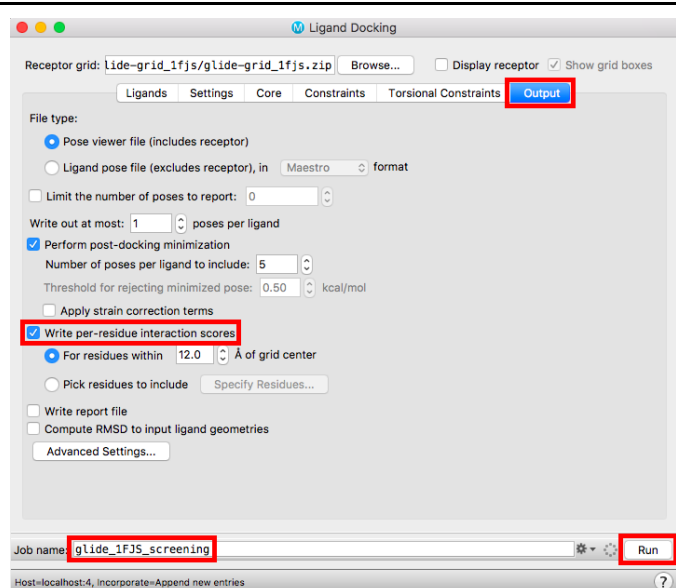 Ligand Docking
Receptor grid: lide-grid_1fjs/glide-grid_1fjs.zip Browse... Display receptor Show grid boxes
Ligands Settings Core Constraints Torsional Constraints Output
File type:
Pose viewer file (includes receptor)
Ligand pose file (excludes receptor), in Maestro format
Limit the number of poses to report: 0
Write out at most: 1 poses per ligand
Perform post-docking minimization
Number of poses per ligand to include: 5
Threshold for rejecting minimized pose: 0.50 kcal/mol
Apply strain correction terms
Write per-residue interaction scores
For residues within 12.0 Å of grid center
Pick residues to include Specify Residues...
Write report file
Compute RMSD to input ligand geometries
Advanced Settings...
Job name: glide_1FJS_screening Run
Host=localhost:4, Incorporate=Append new entries ?